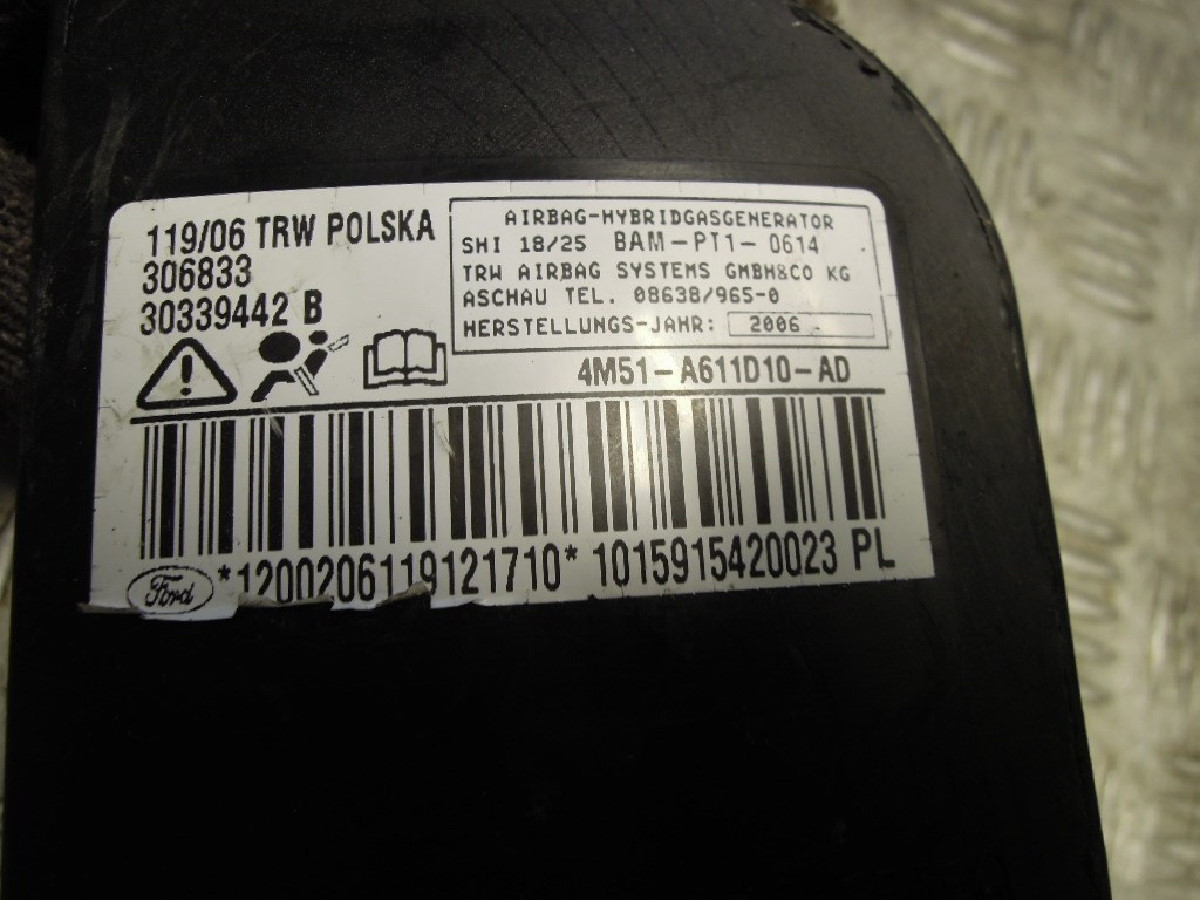 119/06 TRW POLSKA
306833
30339442 B
AIRBAG-HYBRIDGASGENERATOR
SHI 18/25 BAM-PT1-0614
TRW AIRBAG SYSTEMS GMBH&CO KG
ASCHAU TEL. 08638/965-0
HERSTELLUNGS-JAHR: 2006
4M51-A611D10-AD
Ford *1200206119121710* 1015915420023 PL